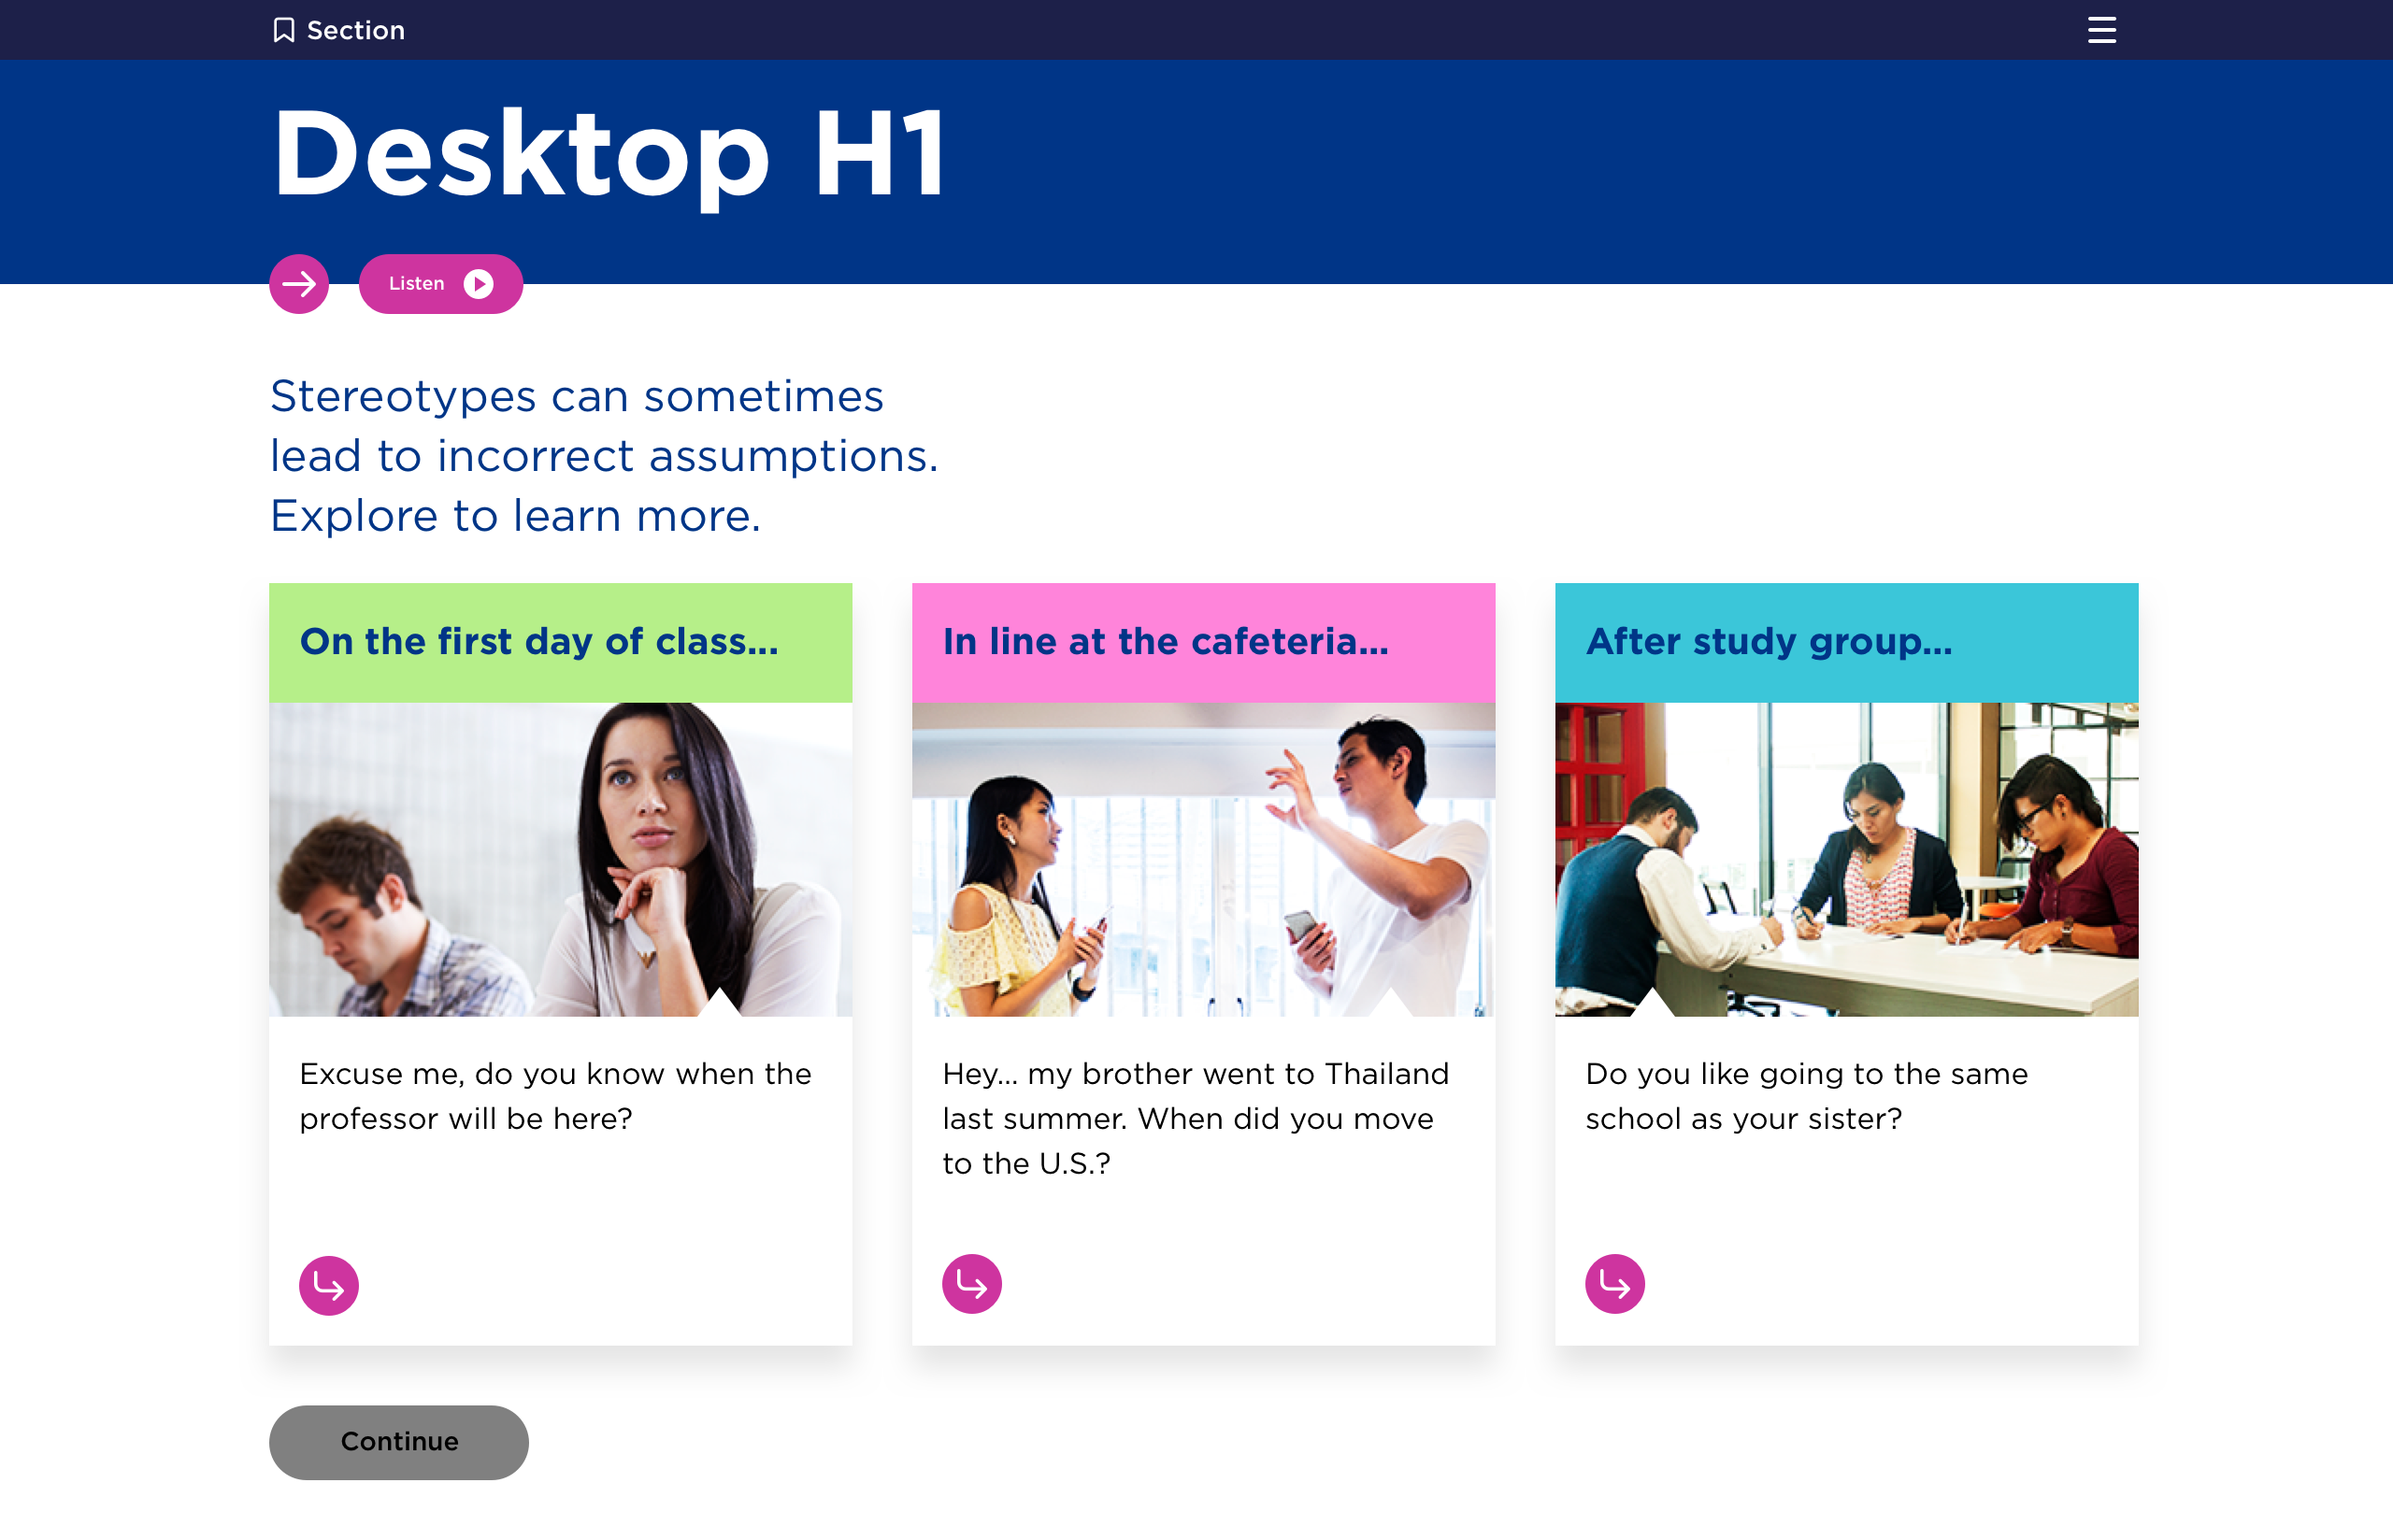 Section
Desktop H1
Listen
Stereotypes can sometimes
lead to incorrect assumptions.
Explore to learn more.
On the first day of class...
Excuse me, do you know when the
professor will be here?
In line at the cafeteria...
Hey... my brother went to Thailand
last summer. When did you move
to the U.S.?
After study group...
Do you like going to the same
school as your sister?
Continue